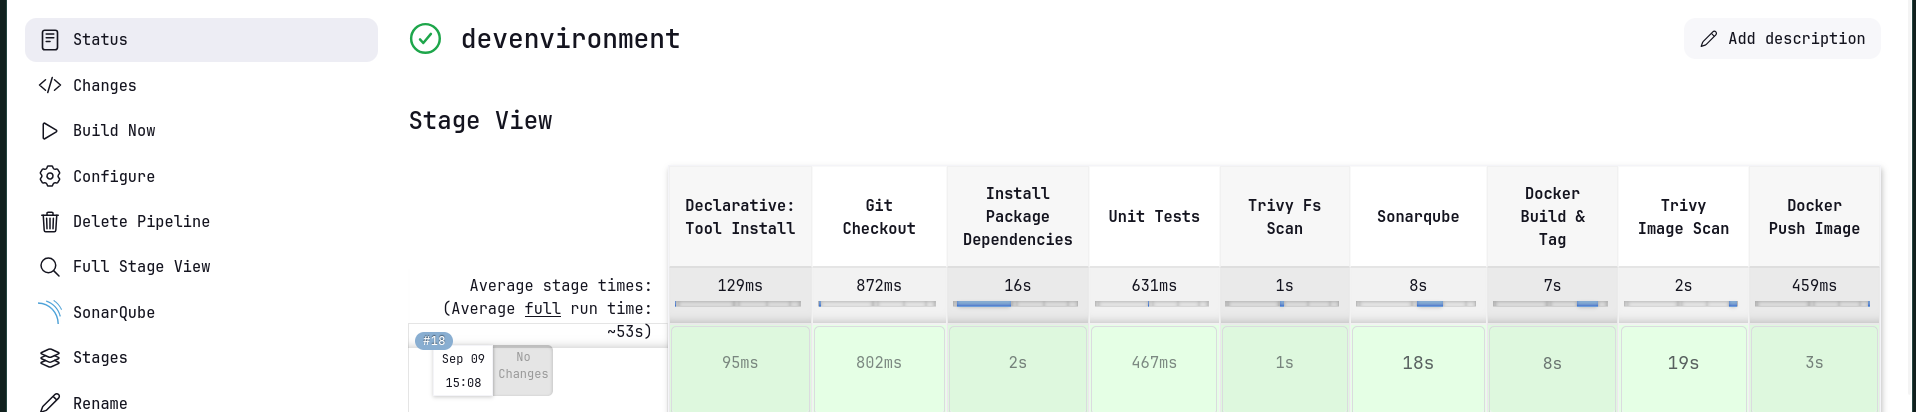 Status
Changes
Build Now
Configure
Delete Pipeline
Full Stage View
SonarQube
Stages
Rename
devenvironment
Add description
Stage View
Declarative:
Tool Install
Git
Checkout
Install
Package
Dependencies
Unit Tests
Trivy Fs
Scan
Sonarqube
Docker
Build &
Tag
Trivy
Image Scan
Docker
Push Image
Average stage times:
(Average full run time:
~53s)
129ms
872ms
16s
631ms
1s
8s
7s
2s
459ms
#18
Sep 09
15:08
No
Changes
95ms
802ms
2s
467ms
1s
18s
8s
19s
3s